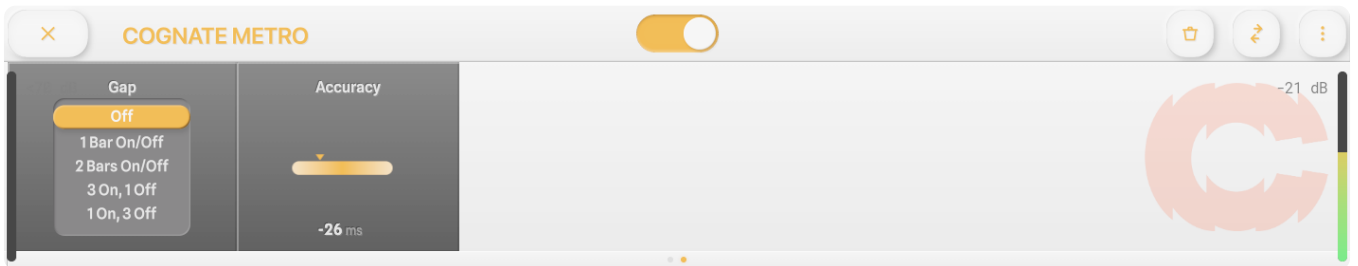 COGNATE METRO
Gap
Off
1 Bar On/Off
2 Bars On/Off
3 On, 1 Off
1 On, 3 Off
Accuracy
-26 ms
-21 dB